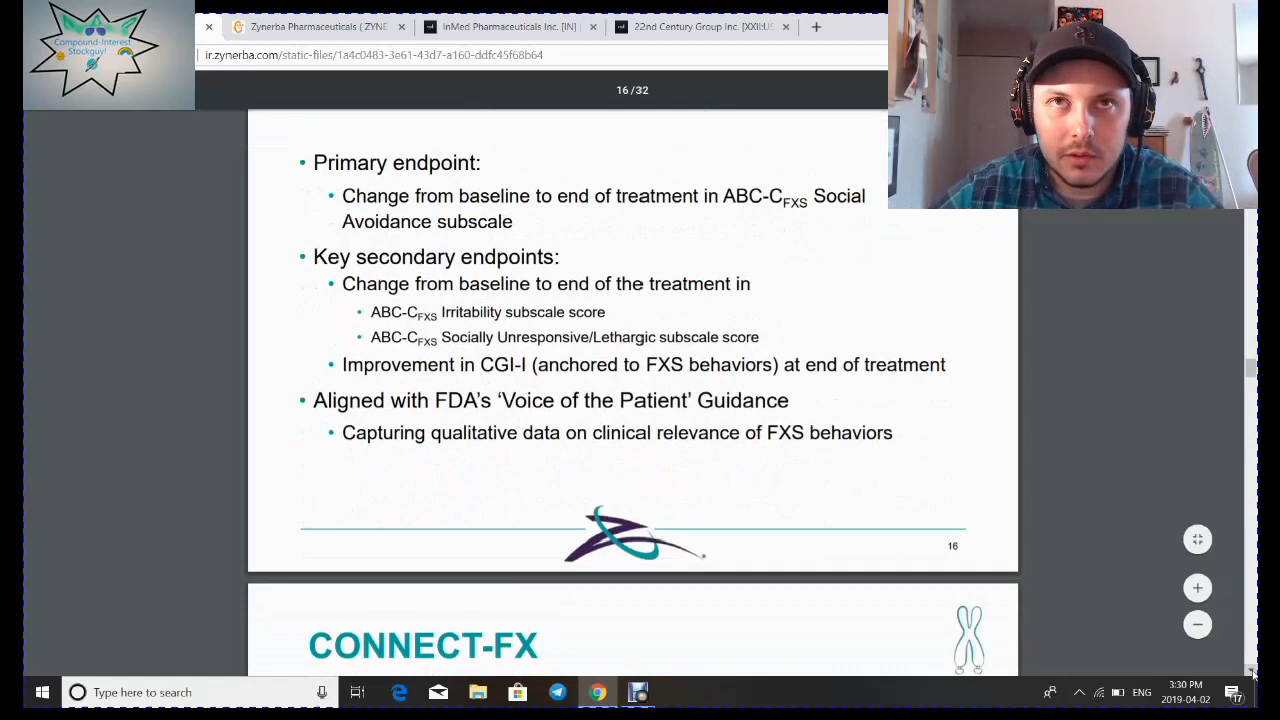 Compound-Interest
Stockguy!
Zynerba Pharmaceuticals ( ZYNE
InMed Pharmaceuticals Inc. [IN]
22nd Century Group Inc. [XXII:US
ir.zynerba.com/static-files/1a4c0483-3e61-43d7-a160-ddfc45f68b64
16 / 32
• Primary endpoint:
• Change from baseline to end of treatment in ABC-CFXS Social
Avoidance subscale
• Key secondary endpoints:
• Change from baseline to end of the treatment in
• ABC-CFXS Irritability subscale score
• ABC-CFXS Socially Unresponsive/Lethargic subscale score
• Improvement in CGI-I (anchored to FXS behaviors) at end of treatment
• Aligned with FDA's 'Voice of the Patient' Guidance
• Capturing qualitative data on clinical relevance of FXS behaviors
16
CONNECT-FX
Type here to search
ENG
3:30 PM
2019-04-02
17